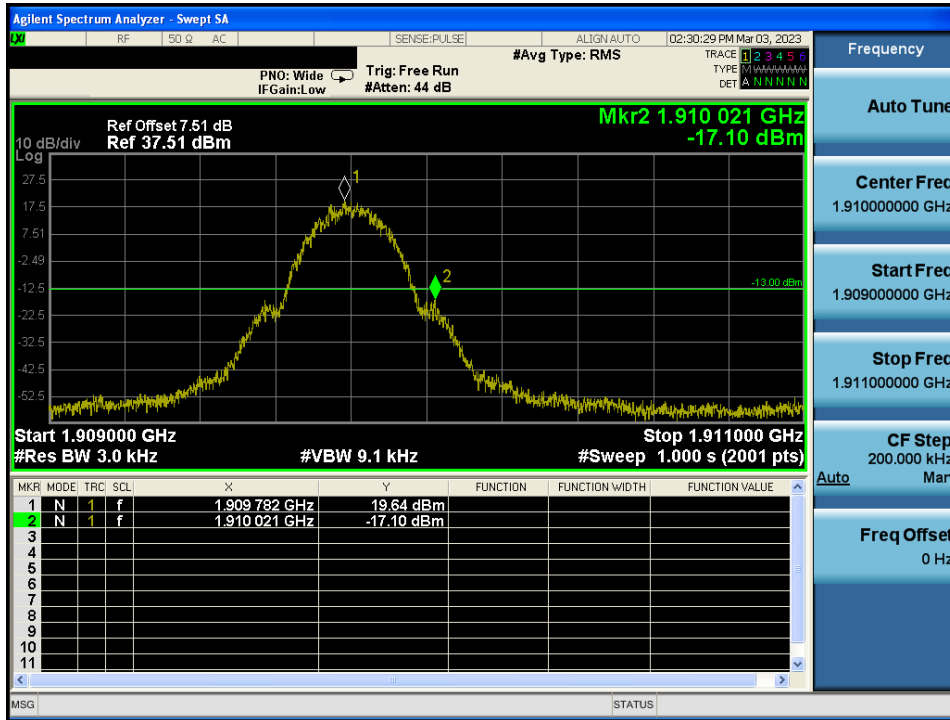 Agilent Spectrum Analyzer - Swept SA
LXI RF 50 Ω AC SENSE:PULSE ALIGN AUTO 02:30:29 PM Mar 03, 2023
#Avg Type: RMS TRACE 1 2 3 4 5 6
PNO: Wide Trig: Free Run TYPE M WWWWW
IFGain:Low #Atten: 44 dB DET A N N N N N
Mkr2 1.910 021 GHz
-17.10 dBm
Ref Offset 7.51 dB
10 dB/div Ref 37.51 dBm
Log
27.5
1
17.5
7.51
-2.49
2
-12.5
-13.00 dBm
-22.5
-32.5
-42.5
-52.5
Start 1.909000 GHz Stop 1.911000 GHz
#Res BW 3.0 kHz #VBW 9.1 kHz #Sweep 1.000 s (2001 pts)
MKR MODE TRC SCL X Y FUNCTION FUNCTION WIDTH FUNCTION VALUE
1 N 1 f 1.909 782 GHz 19.64 dBm
2 N 1 f 1.910 021 GHz -17.10 dBm
3
4
5
6
7
8
9
10
11
MSG STATUS
Frequency
Auto Tune
Center Freq
1.910000000 GHz
Start Freq
1.909000000 GHz
Stop Freq
1.911000000 GHz
CF Step
200.000 kHz
Auto Man
Freq Offset
0 Hz